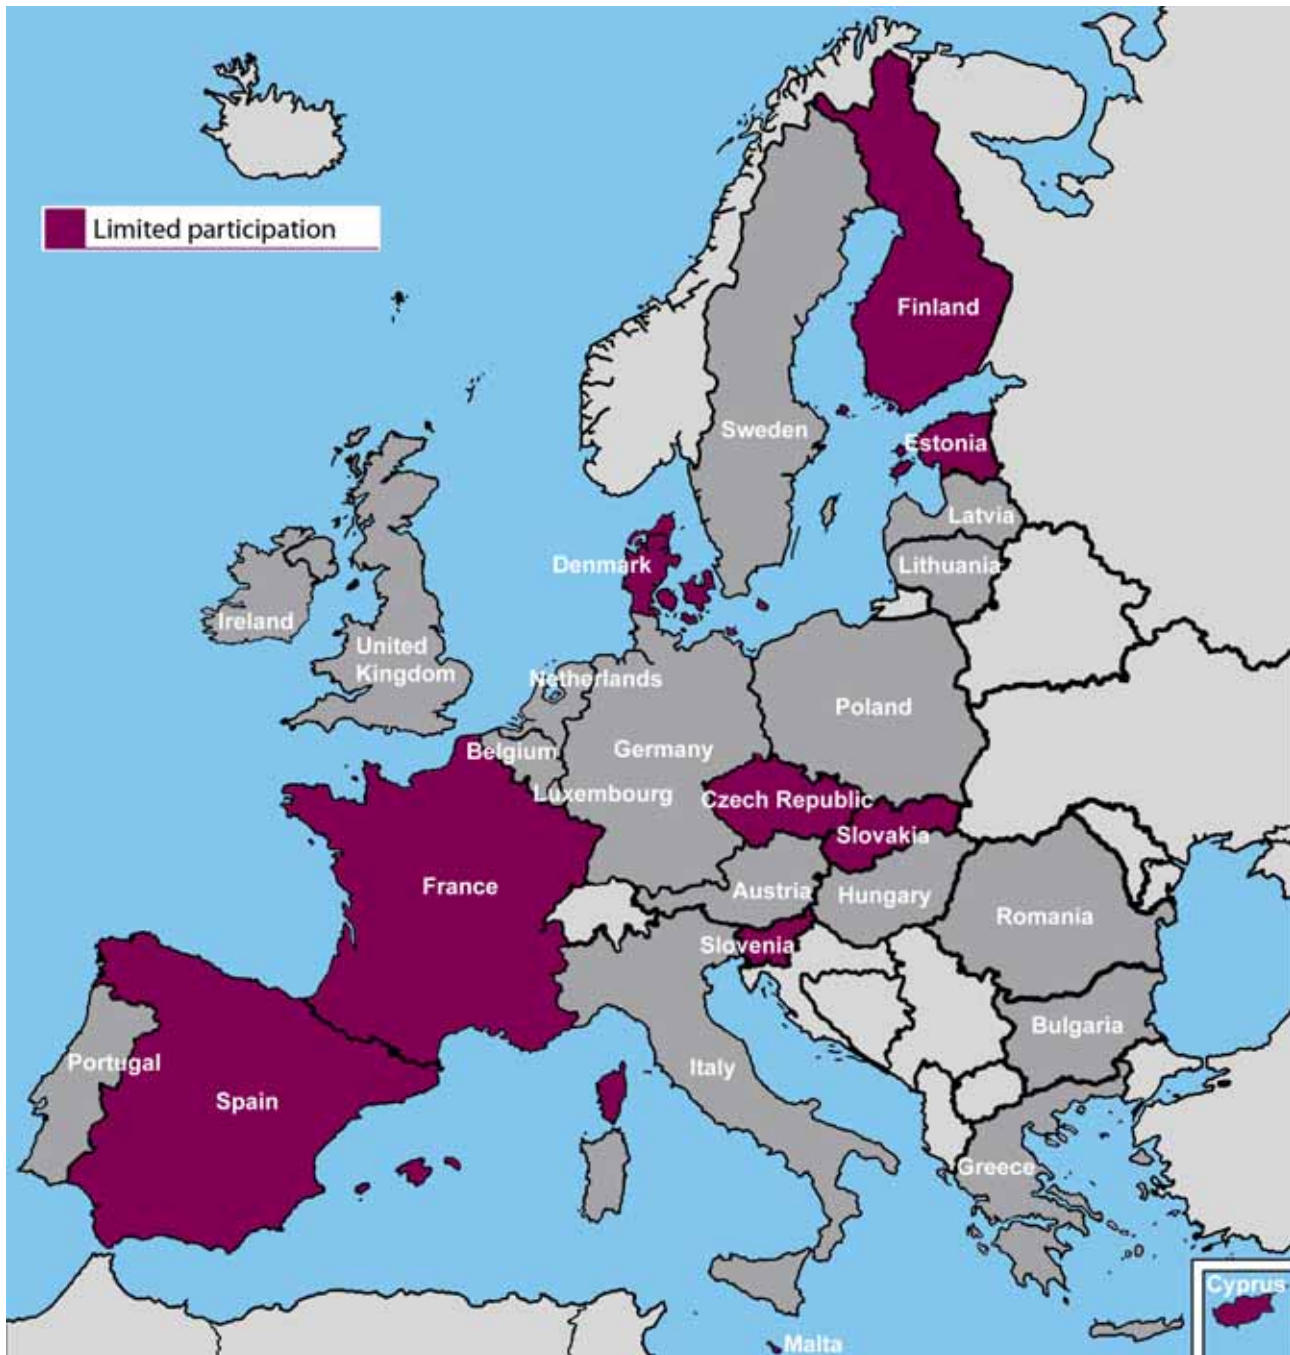 Limited participation
Finland
Sweden
Estonia
Latvia
Denmark
Lithuania
Ireland
United
Kingdom
Netherlands
Poland
Belgium
Germany
Luxembourg
Czech Republic
Slovakia
France
Austria
Hungary
Romania
Slovenia
Bulgaria
Portugal
Italy
Spain
Greece
Cyprus
Malta